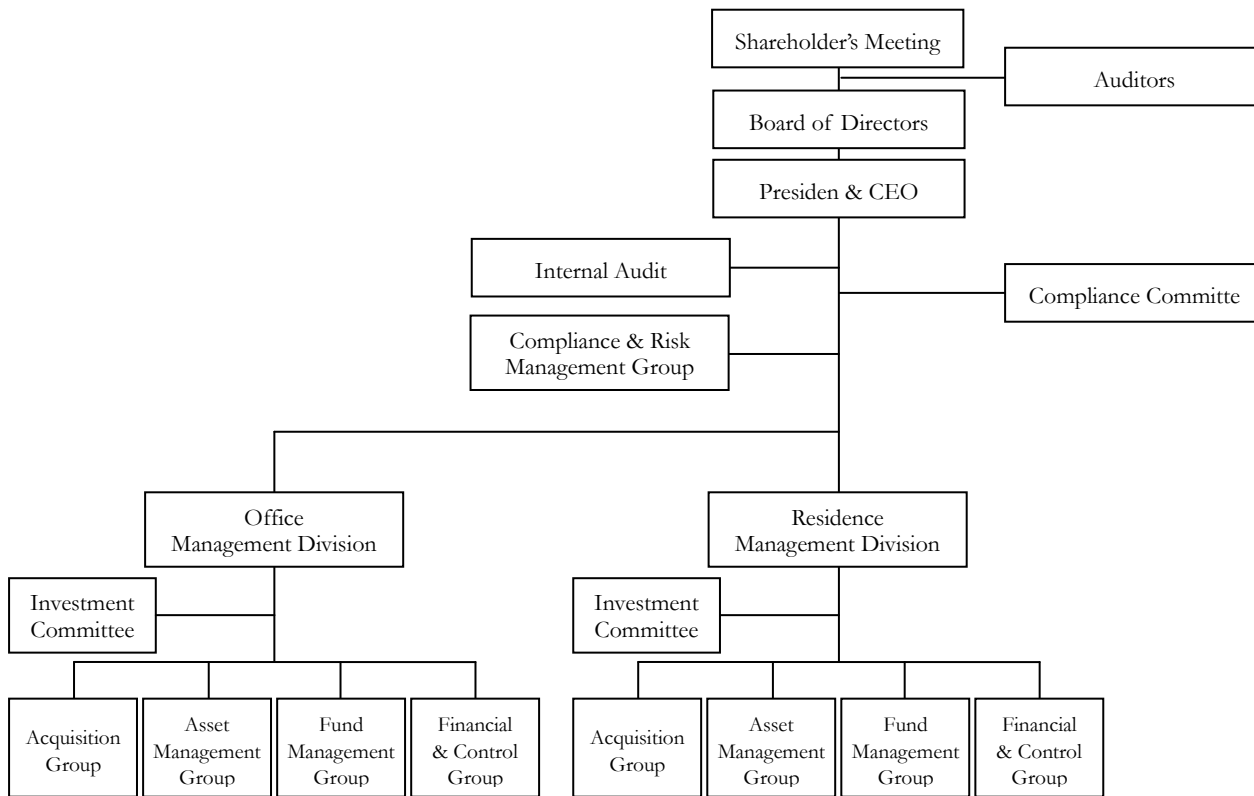 Shareholder's Meeting
Auditors
Board of Directors
Presiden & CEO
Internal Audit
Compliance Committe
Compliance & Risk
Management Group
Office
Management Division
Residence
Management Division
Investment
Committee
Investment
Committee
Acquisition
Group
Asset
Management
Group
Fund
Management
Group
Financial
& Control
Group
Acquisition
Group
Asset
Management
Group
Fund
Management
Group
Financial
& Control
Group